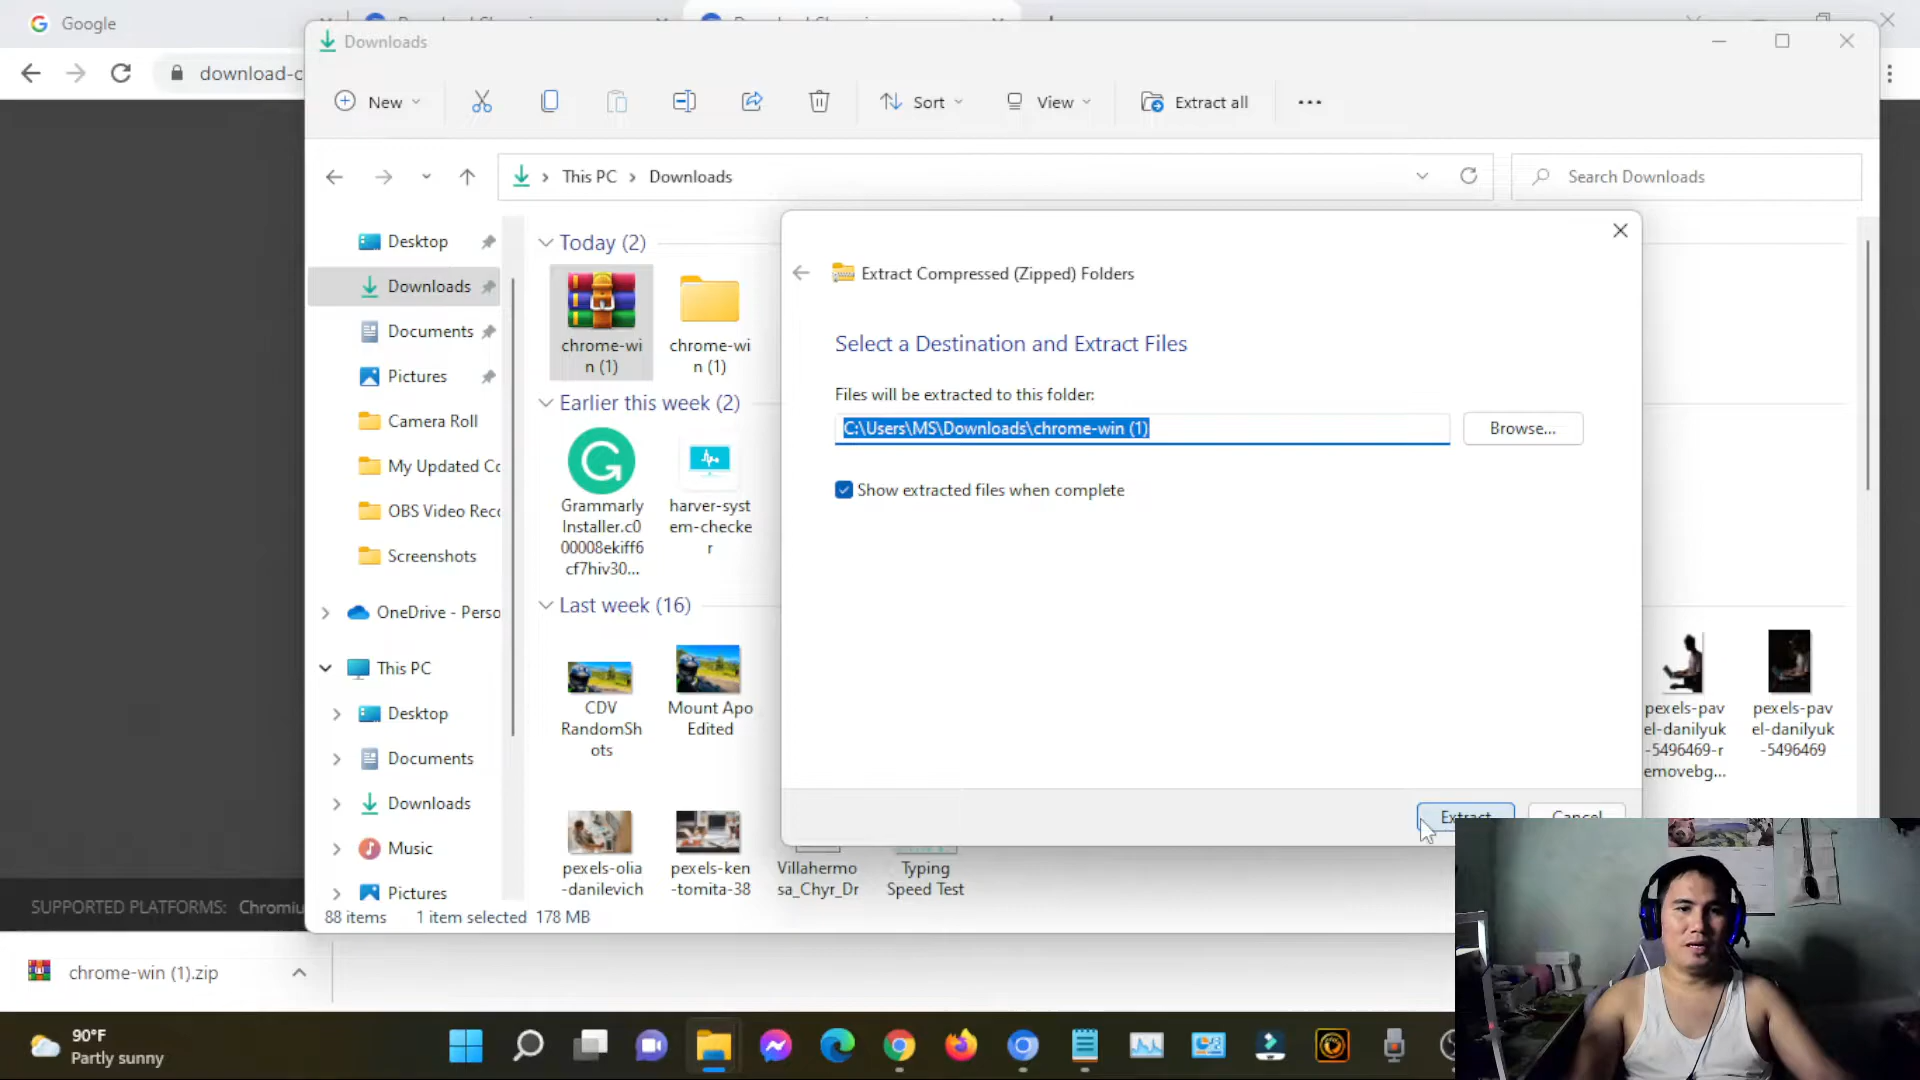 Google
download-c
Downloads
New
Sort
View
Extract all
This PC
Downloads
Search Downloads
Desktop
Downloads
Documents
Pictures
Camera Roll
My Updated Co
OBS Video Reco
Screenshots
OneDrive - Perso
This PC
Desktop
Documents
Downloads
Music
Pictures
Today (2)
chrome-wi
n (1)
chrome-wi
n (1)
Earlier this week (2)
Grammarly
Installer.c0
00008ekiff6
cf7hiv30...
harver-syst
em-checke
r
Last week (16)
CDV
RandomSh
ots
Mount Apo
Edited
pexels-pav
el-danilyuk
-5496469-r
emovebg...
pexels-pav
el-danilyuk
-5496469
pexels-olia
-danilevich
pexels-ken
-tomita-38
Villahermo
sa_Chyr_Dr
Typing
Speed Test
Extract Compressed (Zipped) Folders
Select a Destination and Extract Files
Files will be extracted to this folder:
C:\Users\MS\Downloads\chrome-win (1)
Browse...
Show extracted files when complete
Extract
Cancel
88 items
1 item selected 178 MB
SUPPORTED PLATFORMS: Chromiu
chrome-win (1).zip
90°F
Partly sunny